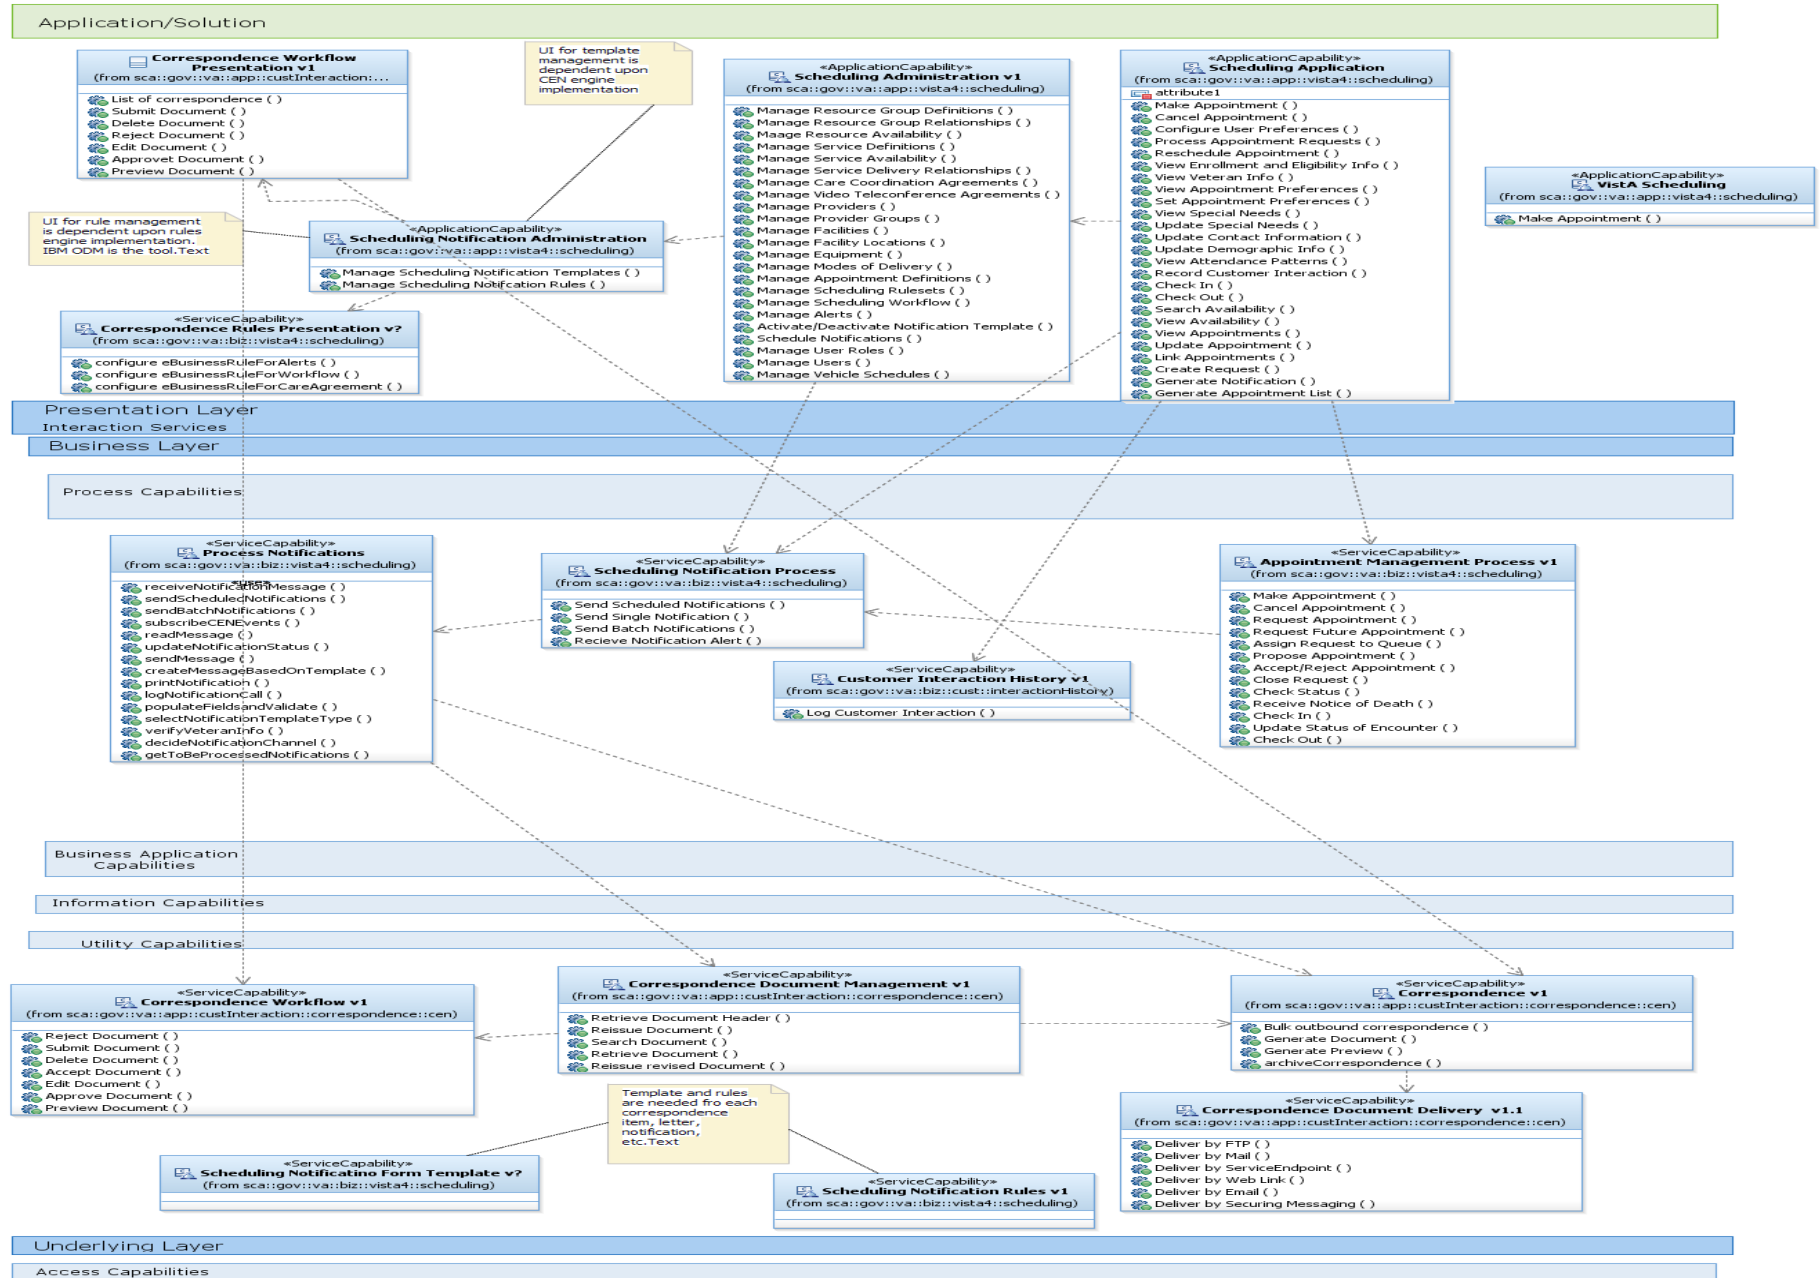 Application/Solution
Correspondence Workflow
Presentation v1
(from sca::gov::va::app::custInteraction:...
List of correspondence ( )
Submit Document ( )
Delete Document ( )
Reject Document ( )
Edit Document ( )
Approvet Document ( )
Preview Document ( )
UI for template
management is
dependent upon
CEN engine
implementation
«ApplicationCapability»
Scheduling Administration v1
(from sca::gov::va::app::vista4::scheduling)
Manage Resource Group Definitions ( )
Manage Resource Group Relationships ( )
Maage Resource Availability ( )
Manage Service Definitions ( )
Manage Service Availability ( )
Manage Service Delivery Relationships ( )
Manage Care Coordination Agreements ( )
Manage Video Teleconference Agreements ( )
Manage Providers ( )
Manage Provider Groups ( )
Manage Facilities ( )
Manage Facility Locations ( )
Manage Equipment ( )
Manage Modes of Delivery ( )
Manage Appointment Definitions ( )
Manage Scheduling Rulesets ( )
Manage Scheduling Workflow ( )
Manage Alerts ( )
Activate/Deactivate Notification Template ( )
Schedule Notifications ( )
Manage User Roles ( )
Manage Users ( )
Manage Vehicle Schedules ( )
«ApplicationCapability»
Scheduling Application
(from sca::gov::va::app::vista4::scheduling)
attribute1
Make Appointment ( )
Cancel Appointment ( )
Configure User Preferences ( )
Process Appointment Requests ( )
Reschedule Appointment ( )
View Enrollment and Eligibility Info ( )
View Veteran Info ( )
View Appointment Preferences ( )
Set Appointment Preferences ( )
View Special Needs ( )
Update Special Needs ( )
Update Contact Information ( )
Update Demographic Info ( )
View Attendance Patterns ( )
Record Customer Interaction ( )
Check In ( )
Check Out ( )
Search Availability ( )
View Availability ( )
View Appointments ( )
Update Appointment ( )
Link Appointments ( )
Create Request ( )
Generate Notification ( )
Generate Appointment List ( )
«ApplicationCapability»
VistA Scheduling
(from sca::gov::va::app::vista4::scheduling)
Make Appointment ( )
UI for rule management
is dependent upon rules
engine implementation.
IBM ODM is the tool.Text
«ApplicationCapability»
Scheduling Notification Administration
(from sca::gov::va::app::vista4::scheduling)
Manage Scheduling Notification Templates ( )
Manage Scheduling Notifcation Rules ( )
«ServiceCapability»
Correspondence Rules Presentation v?
(from sca::gov::va::biz::vista4::scheduling)
configure eBusinessRuleForAlerts ( )
configure eBusinessRuleForWorkflow ( )
configure eBusinessRuleForCareAgreement ( )
Presentation Layer
Interaction Services
Business Layer
Process Capabilities
«ServiceCapability»
Process Notifications
(from sca::gov::va::biz::vista4::scheduling)
«use»
receiveNotificationMessage ( )
sendScheduledNotifications ( )
sendBatchNotifications ( )
subscribeCENEvents ( )
readMessage ( )
updateNotificationStatus ( )
sendMessage ( )
createMessageBasedOnTemplate ( )
printNotification ( )
logNotificationCall ( )
populateFieldsandValidate ( )
selectNotificationTemplateType ( )
verifyVeteranInfo ( )
decideNotificationChannel ( )
getToBeProcessedNotifications ( )
«ServiceCapability»
Scheduling Notification Process
(from sca::gov::va::biz::vista4::scheduling)
Send Scheduled Notifications ( )
Send Single Notification ( )
Send Batch Notifications ( )
Recieve Notification Alert ( )
«ServiceCapability»
Customer Interaction History v1
(from sca::gov::va::biz::cust::interactionHistory)
Log Customer Interaction ( )
«ServiceCapability»
Appointment Management Process v1
(from sca::gov::va::biz::vista4::scheduling)
Make Appointment ( )
Cancel Appointment ( )
Request Appointment ( )
Request Future Appointment ( )
Assign Request to Queue ( )
Propose Appointment ( )
Accept/Reject Appointment ( )
Close Request ( )
Check Status ( )
Receive Notice of Death ( )
Check In ( )
Update Status of Encounter ( )
Check Out ( )
Business Application
Capabilities
Information Capabilities
Utility Capabilities
«ServiceCapability»
Correspondence Workflow v1
(from sca::gov::va::app::custInteraction::correspondence::cen)
Reject Document ( )
Submit Document ( )
Delete Document ( )
Accept Document ( )
Edit Document ( )
Approve Document ( )
Preview Document ( )
«ServiceCapability»
Correspondence Document Management v1
(from sca::gov::va::app::custInteraction::correspondence::cen)
Retrieve Document Header ( )
Reissue Document ( )
Search Document ( )
Retrieve Document ( )
Reissue revised Document ( )
«ServiceCapability»
Correspondence v1
(from sca::gov::va::app::custInteraction::correspondence::cen)
Bulk outbound correspondence ( )
Generate Document ( )
Generate Preview ( )
archiveCorrespondence ( )
Template and rules
are needed fro each
correspondence
item, letter,
notification,
etc.Text
«ServiceCapability»
Correspondence Document Delivery v1.1
(from sca::gov::va::app::custInteraction::correspondence::cen)
Deliver by FTP ( )
Deliver by Mail ( )
Deliver by ServiceEndpoint ( )
Deliver by Web Link ( )
Deliver by Email ( )
Deliver by Securing Messaging ( )
«ServiceCapability»
Scheduling Notificatino Form Template v?
(from sca::gov::va::biz::vista4::scheduling)
«ServiceCapability»
Scheduling Notification Rules v1
(from sca::gov::va::biz::vista4::scheduling)
Underlying Layer
Access Capabilities